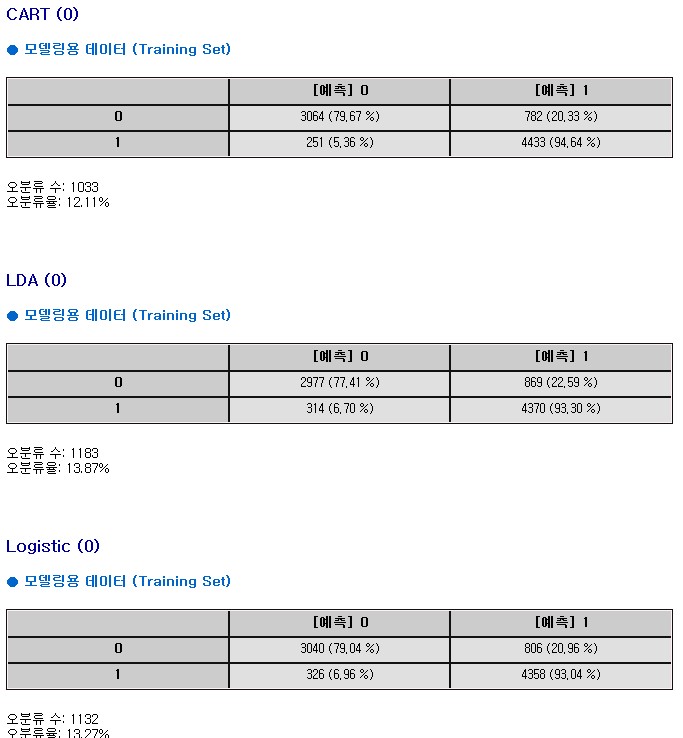 CART (0)
● 모델링용 데이터 (Training Set)
[예측] 0 [예측] 1
0 3064 (79,67 %) 782 (20,33 %)
1 251 (5,36 %) 4433 (94,64 %)
오분류 수: 1033
오분류율: 12.11%
LDA (0)
● 모델링용 데이터 (Training Set)
[예측] 0 [예측] 1
0 2977 (77,41 %) 869 (22,59 %)
1 314 (6,70 %) 4370 (93,30 %)
오분류 수: 1183
오분류율: 13.87%
Logistic (0)
● 모델링용 데이터 (Training Set)
[예측] 0 [예측] 1
0 3040 (79,04 %) 806 (20,96 %)
1 326 (6,96 %) 4358 (93,04 %)
오분류 수: 1132
오분류율: 13.27%